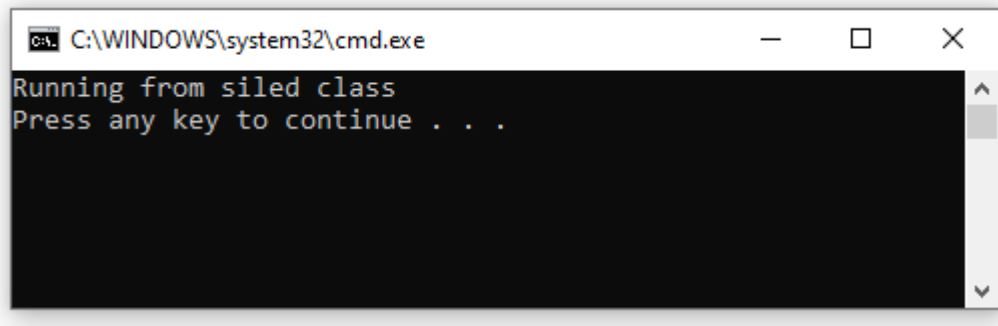 C:\WINDOWS\system32\cmd.exe
Running from siled class
Press any key to continue . . .